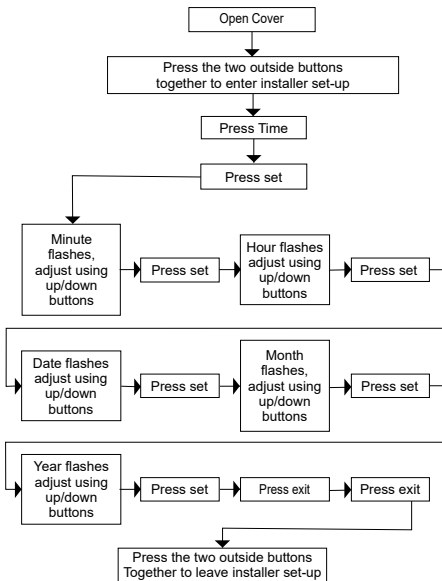 Open Cover
Press the two outside buttons
together to enter installer set-up
Press Time
Press set
Minute
flashes,
adjust using
up/down
buttons
Press set
Hour flashes
adjust using
up/down
buttons
Press set
Date flashes
adjust using
up/down
buttons
Press set
Month
flashes,
adjust using
up/down
buttons
Press set
Year flashes
adjust using
up/down
buttons
Press set
Press exit
Press exit
Press the two outside buttons
Together to leave installer set-up